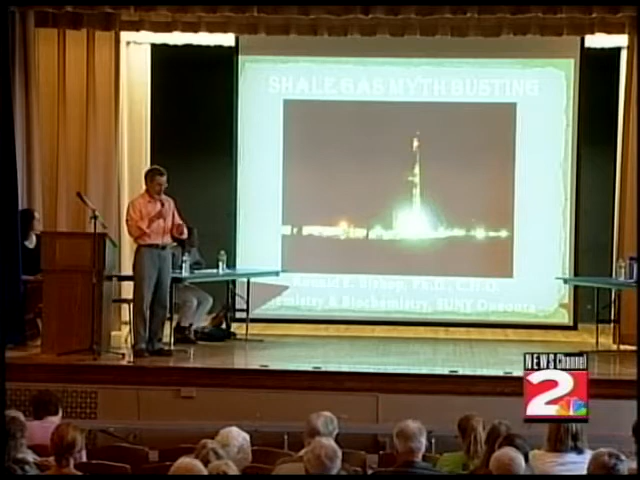 SHALE GAS MYTH BUSTING
Ronald E. Bishop, Ph.D., C.H.O.
Chemistry & Biochemistry, SUNY Oneonta
NEWS Channel
2